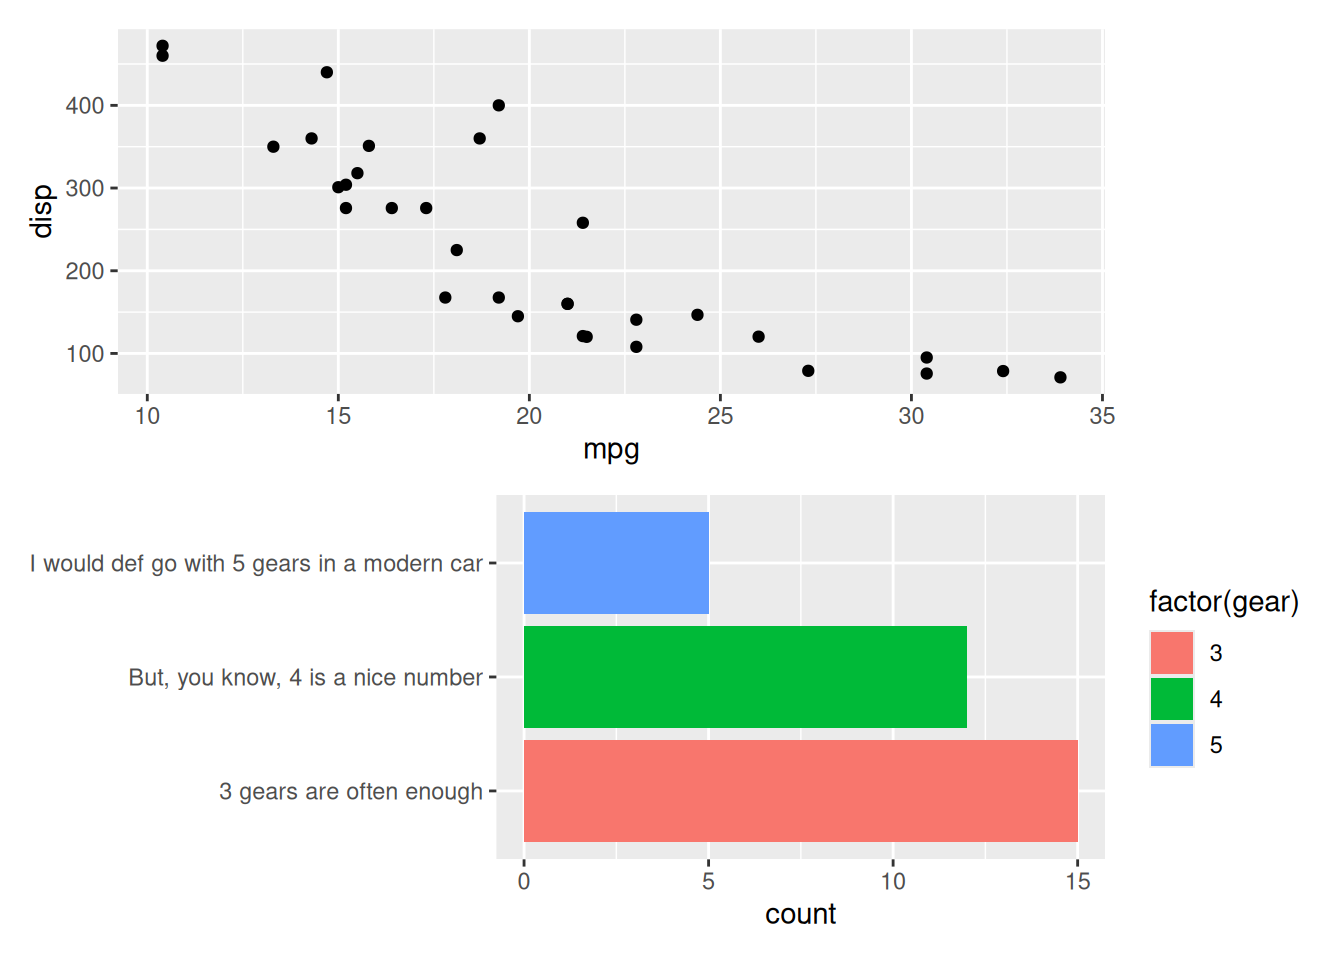 400
300
200
100
disp
10 15 20 25 30 35
mpg
I would def go with 5 gears in a modern car
But, you know, 4 is a nice number
3 gears are often enough
0 5 10 15
count
factor(gear)
3
4
5